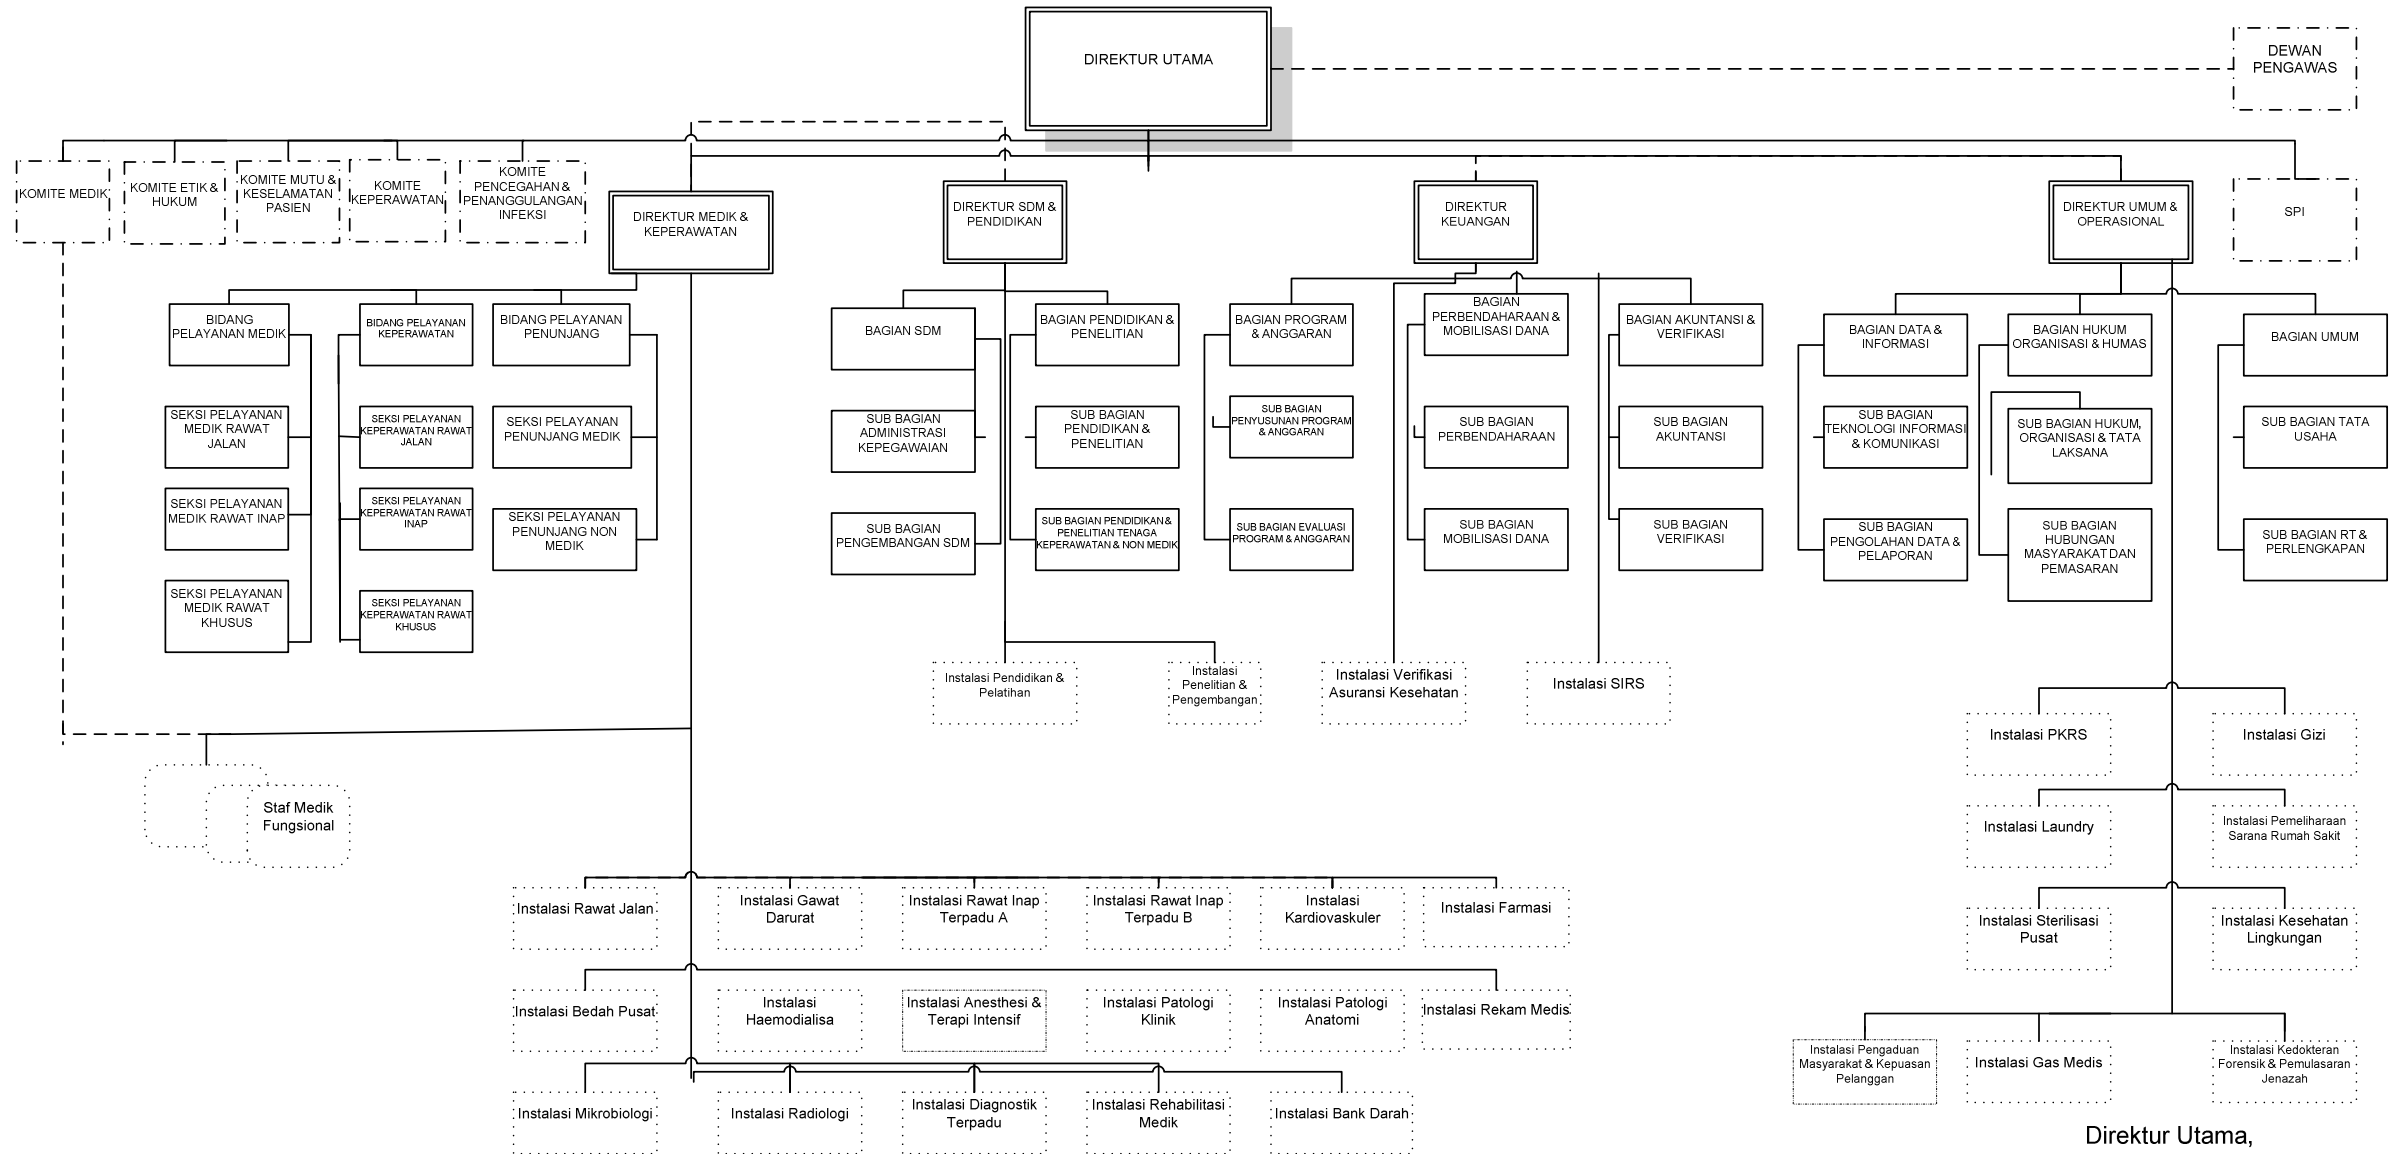 DIREKTUR UTAMA
DEWAN
PENGAWAS
KOMITE MEDIK
KOMITE ETIK &
HUKUM
KOMITE MUTU &
KESELAMATAN
PASIEN
KOMITE
KEPERAWATAN
KOMITE
PENCEGAHAN &
PENANGGULANGAN
INFEKSI
DIREKTUR MEDIK &
KEPERAWATAN
DIREKTUR SDM &
PENDIDIKAN
DIREKTUR
KEUANGAN
DIREKTUR UMUM &
OPERASIONAL
SPI
BIDANG
PELAYANAN MEDIK
BIDANG PELAYANAN
KEPERAWATAN
BIDANG PELAYANAN
PENUNJANG
BAGIAN SDM
BAGIAN PENDIDIKAN &
PENELITIAN
BAGIAN PROGRAM
& ANGGARAN
BAGIAN
PERBENDAHARAAN &
MOBILISASI DANA
BAGIAN AKUNTANSI &
VERIFIKASI
BAGIAN DATA &
INFORMASI
BAGIAN HUKUM
ORGANISASI & HUMAS
BAGIAN UMUM
SEKSI PELAYANAN
MEDIK RAWAT
JALAN
SEKSI PELAYANAN
KEPERAWATAN RAWAT
JALAN
SEKSI PELAYANAN
PENUNJANG MEDIK
SUB BAGIAN
ADMINISTRASI
KEPEGAWAIAN
SUB BAGIAN
PENDIDIKAN &
PENELITIAN
SUB BAGIAN
PENYUSUNAN PROGRAM
& ANGGARAN
SUB BAGIAN
PERBENDAHARAAN
SUB BAGIAN
AKUNTANSI
SUB BAGIAN
TEKNOLOGI INFORMASI
& KOMUNIKASI
SUB BAGIAN HUKUM,
ORGANISASI & TATA
LAKSANA
SUB BAGIAN TATA
USAHA
SEKSI PELAYANAN
MEDIK RAWAT INAP
SEKSI PELAYANAN
KEPERAWATAN RAWAT
INAP
SEKSI PELAYANAN
PENUNJANG NON
MEDIK
SUB BAGIAN
PENGEMBANGAN SDM
SUB BAGIAN PENDIDIKAN &
PENELITIAN TENAGA
KEPERAWATAN & NON MEDIK
SUB BAGIAN EVALUASI
PROGRAM & ANGGARAN
SUB BAGIAN
MOBILISASI DANA
SUB BAGIAN
VERIFIKASI
SUB BAGIAN
PENGOLAHAN DATA &
PELAPORAN
SUB BAGIAN
HUBUNGAN
MASYARAKAT DAN
PEMASARAN
SUB BAGIAN RT &
PERLENGKAPAN
SEKSI PELAYANAN
MEDIK RAWAT
KHUSUS
SEKSI PELAYANAN
KEPERAWATAN RAWAT
KHUSUS
Instalasi Pendidikan &
Pelatihan
Instalasi
Penelitian &
Pengembangan
Instalasi Verifikasi
Asuransi Kesehatan
Instalasi SIRS
Instalasi PKRS
Instalasi Gizi
Staf Medik
Fungsional
Instalasi Laundry
Instalasi Pemeliharaan
Sarana Rumah Sakit
Instalasi Rawat Jalan
Instalasi Gawat
Darurat
Instalasi Rawat Inap
Terpadu A
Instalasi Rawat Inap
Terpadu B
Instalasi
Kardiovaskuler
Instalasi Farmasi
Instalasi Sterilisasi
Pusat
Instalasi Kesehatan
Lingkungan
Instalasi Bedah Pusat
Instalasi
Haemodialisa
Instalasi Anesthesi &
Terapi Intensif
Instalasi Patologi
Klinik
Instalasi Patologi
Anatomi
Instalasi Rekam Medis
Instalasi Pengaduan
Masyarakat & Kepuasan
Pelanggan
Instalasi Gas Medis
Instalasi Kedokteran
Forensik & Pemulasaran
Jenazah
Instalasi Mikrobiologi
Instalasi Radiologi
Instalasi Diagnostik
Terpadu
Instalasi Rehabilitasi
Medik
Instalasi Bank Darah
Direktur Utama,